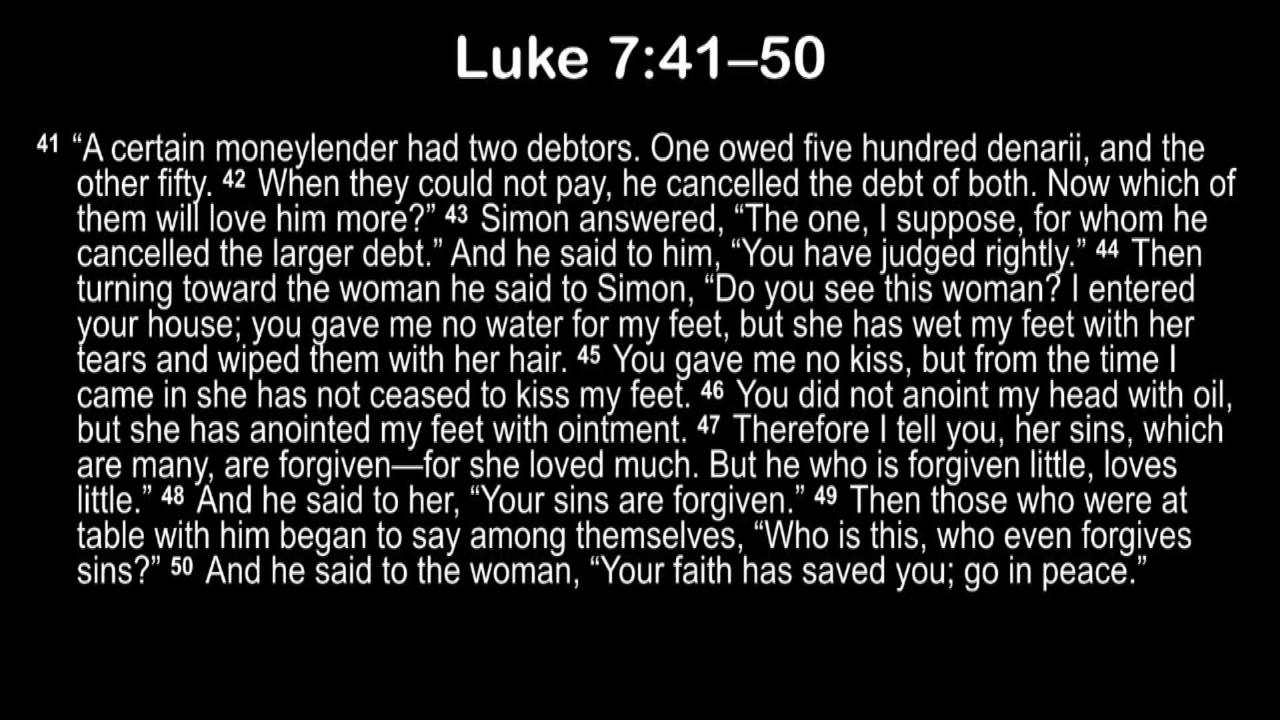 Luke 7:41–50
41 “A certain moneylender had two debtors. One owed five hundred denarii, and the
other fifty. 42 When they could not pay, he cancelled the debt of both. Now which of
them will love him more?” 43 Simon answered, “The one, I suppose, for whom he
cancelled the larger debt.” And he said to him, “You have judged rightly.” 44 Then
turning toward the woman he said to Simon, “Do you see this woman? I entered
your house; you gave me no water for my feet, but she has wet my feet with her
tears and wiped them with her hair. 45 You gave me no kiss, but from the time I
came in she has not ceased to kiss my feet. 46 You did not anoint my head with oil,
but she has anointed my feet with ointment. 47 Therefore I tell you, her sins, which
are many, are forgiven—for she loved much. But he who is forgiven little, loves
little.” 48 And he said to her, “Your sins are forgiven.” 49 Then those who were at
table with him began to say among themselves, “Who is this, who even forgives
sins?” 50 And he said to the woman, “Your faith has saved you; go in peace.”